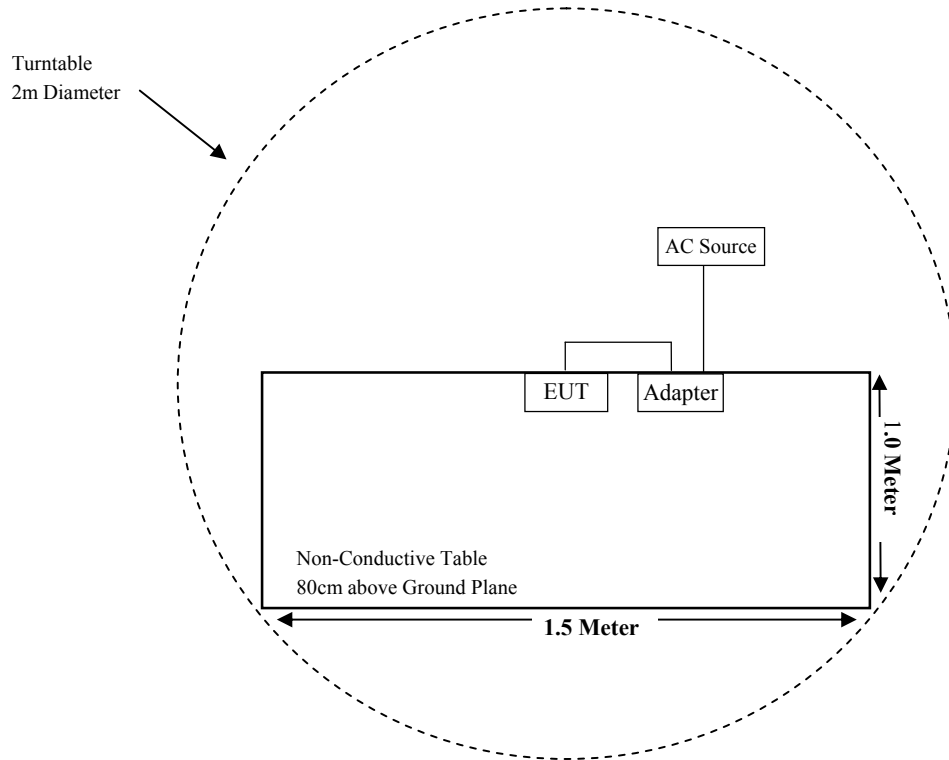 Turntable
2m Diameter
AC Source
EUT
Adapter
1.0 Meter
Non-Conductive Table
80cm above Ground Plane
1.5 Meter